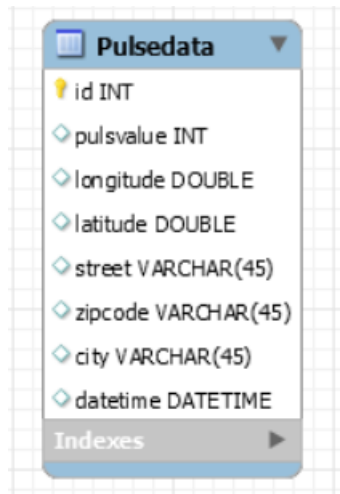 Pulsedata
id INT
pulsvalue INT
longitude DOUBLE
latitude DOUBLE
street VARCHAR(45)
zipcode VARCHAR(45)
city VARCHAR(45)
datetime DATETIME
Indexes